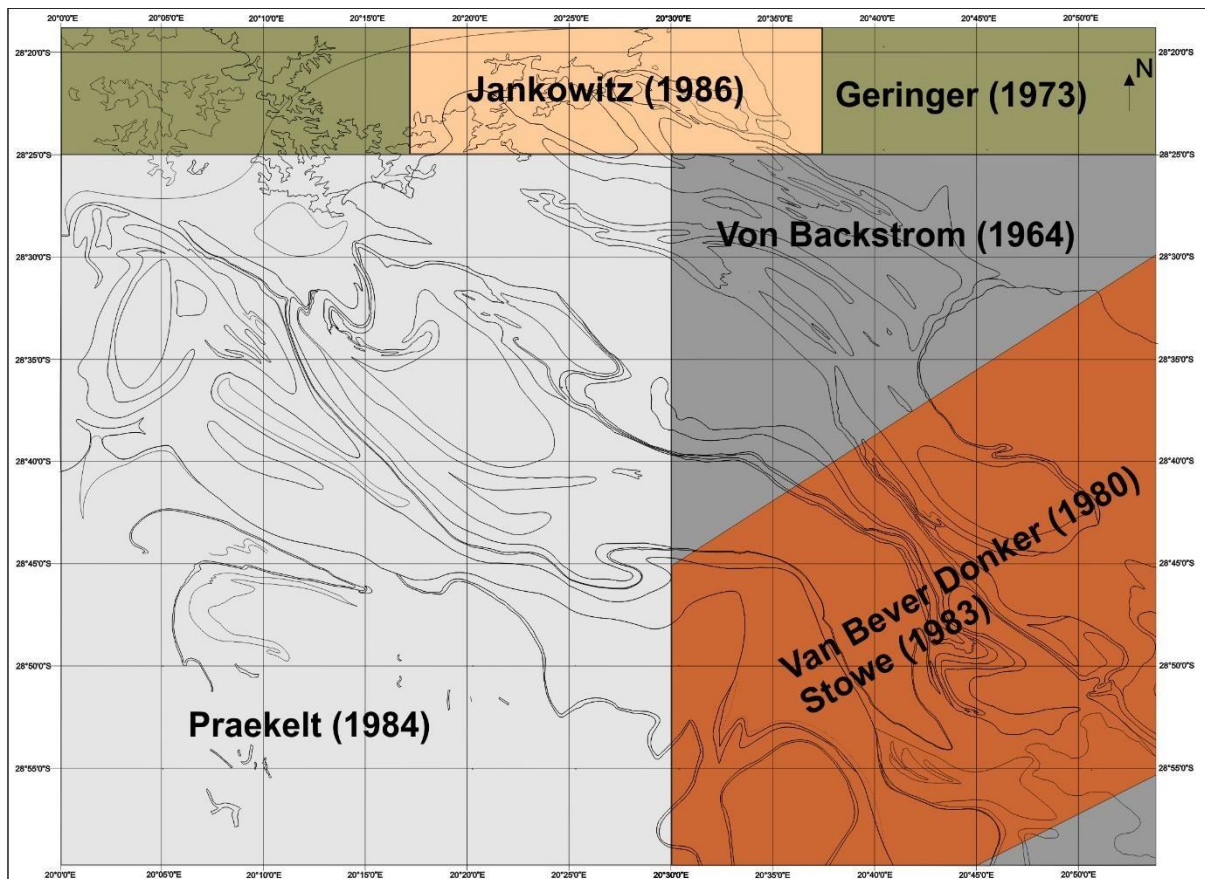 20°0'0"E 20°05'0"E 20°10'0"E 20°15'0"E 20°20'0"E 20°25'0"E 20°30'0"E 20°35'0"E 20°40'0"E 20°45'0"E 20°50'0"E
28°20'0"S 28°20'0"S
N
Jankowitz (1986)
Geringer (1973)
28°25'0"S 28°25'0"S
Von Backstrom (1964)
28°30'0"S 28°30'0"S
28°35'0"S 28°35'0"S
28°40'0"S 28°40'0"S
Van Bever Donker (1980)
Stowe (1983)
28°45'0"S 28°45'0"S
28°50'0"S 28°50'0"S
Praekelt (1984)
28°55'0"S 28°55'0"S
20°0'0"E 20°05'0"E 20°10'0"E 20°15'0"E 20°20'0"E 20°25'0"E 20°30'0"E 20°35'0"E 20°40'0"E 20°45'0"E 20°50'0"E